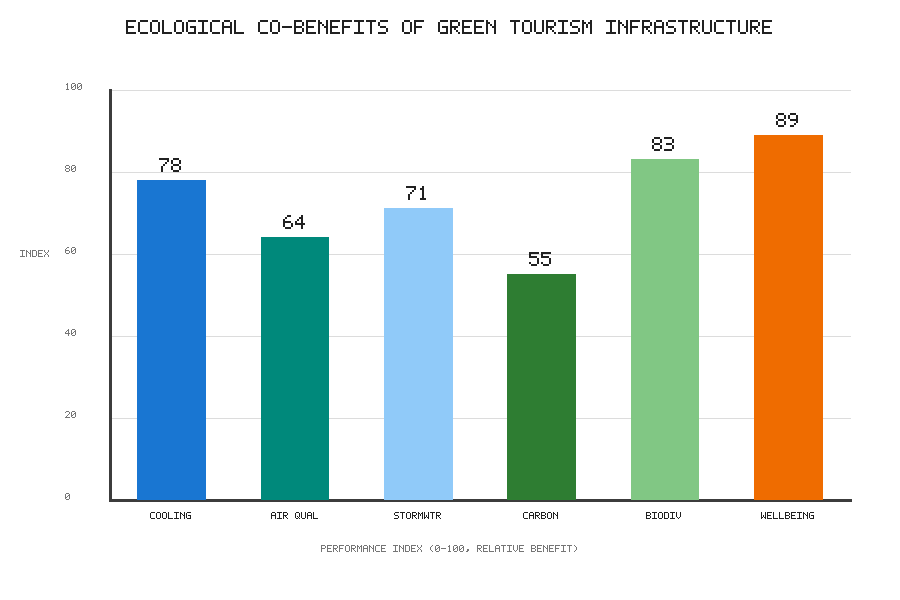 ECOLOGICAL CO-BENEFITS OF GREEN TOURISM INFRASTRUCTURE
100
80
60
40
20
0
INDEX
78
64
71
55
83
89
COOLING
AIR QUAL
STORMWTR
CARBON
BIODIV
WELLBEING
PERFORMANCE INDEX (0-100, RELATIVE BENEFIT)